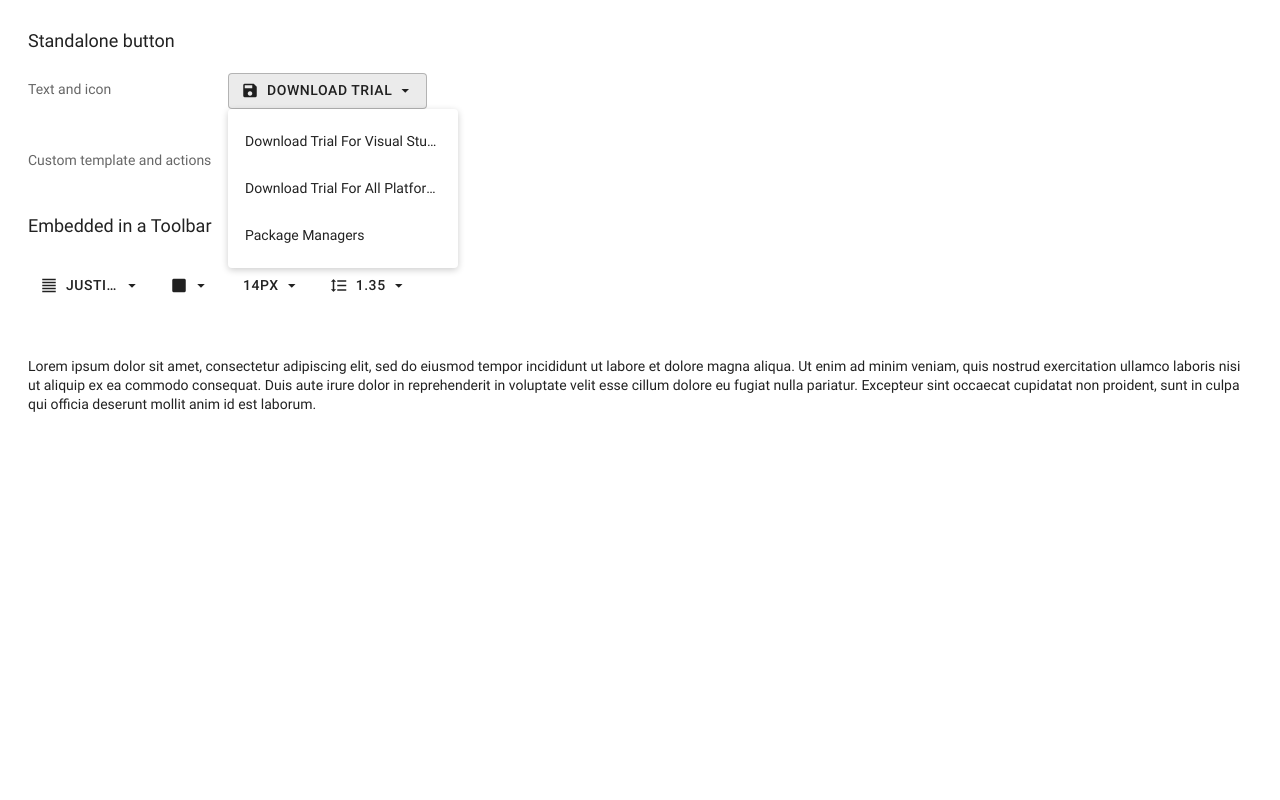 Standalone button
Text and icon
DOWNLOAD TRIAL
Download Trial For Visual Stu...
Download Trial For All Platfor...
Package Managers
Custom template and actions
Embedded in a Toolbar
JUSTI...
14PX
1.35
Lorem ipsum dolor sit amet, consectetur adipiscing elit, sed do eiusmod tempor incididunt ut labore et dolore magna aliqua. Ut enim ad minim veniam, quis nostrud exercitation ullamco laboris nisi
ut aliquip ex ea commodo consequat. Duis aute irure dolor in reprehenderit in voluptate velit esse cillum dolore eu fugiat nulla pariatur. Excepteur sint occaecat cupidatat non proident, sunt in culpa
qui officia deserunt mollit anim id est laborum.